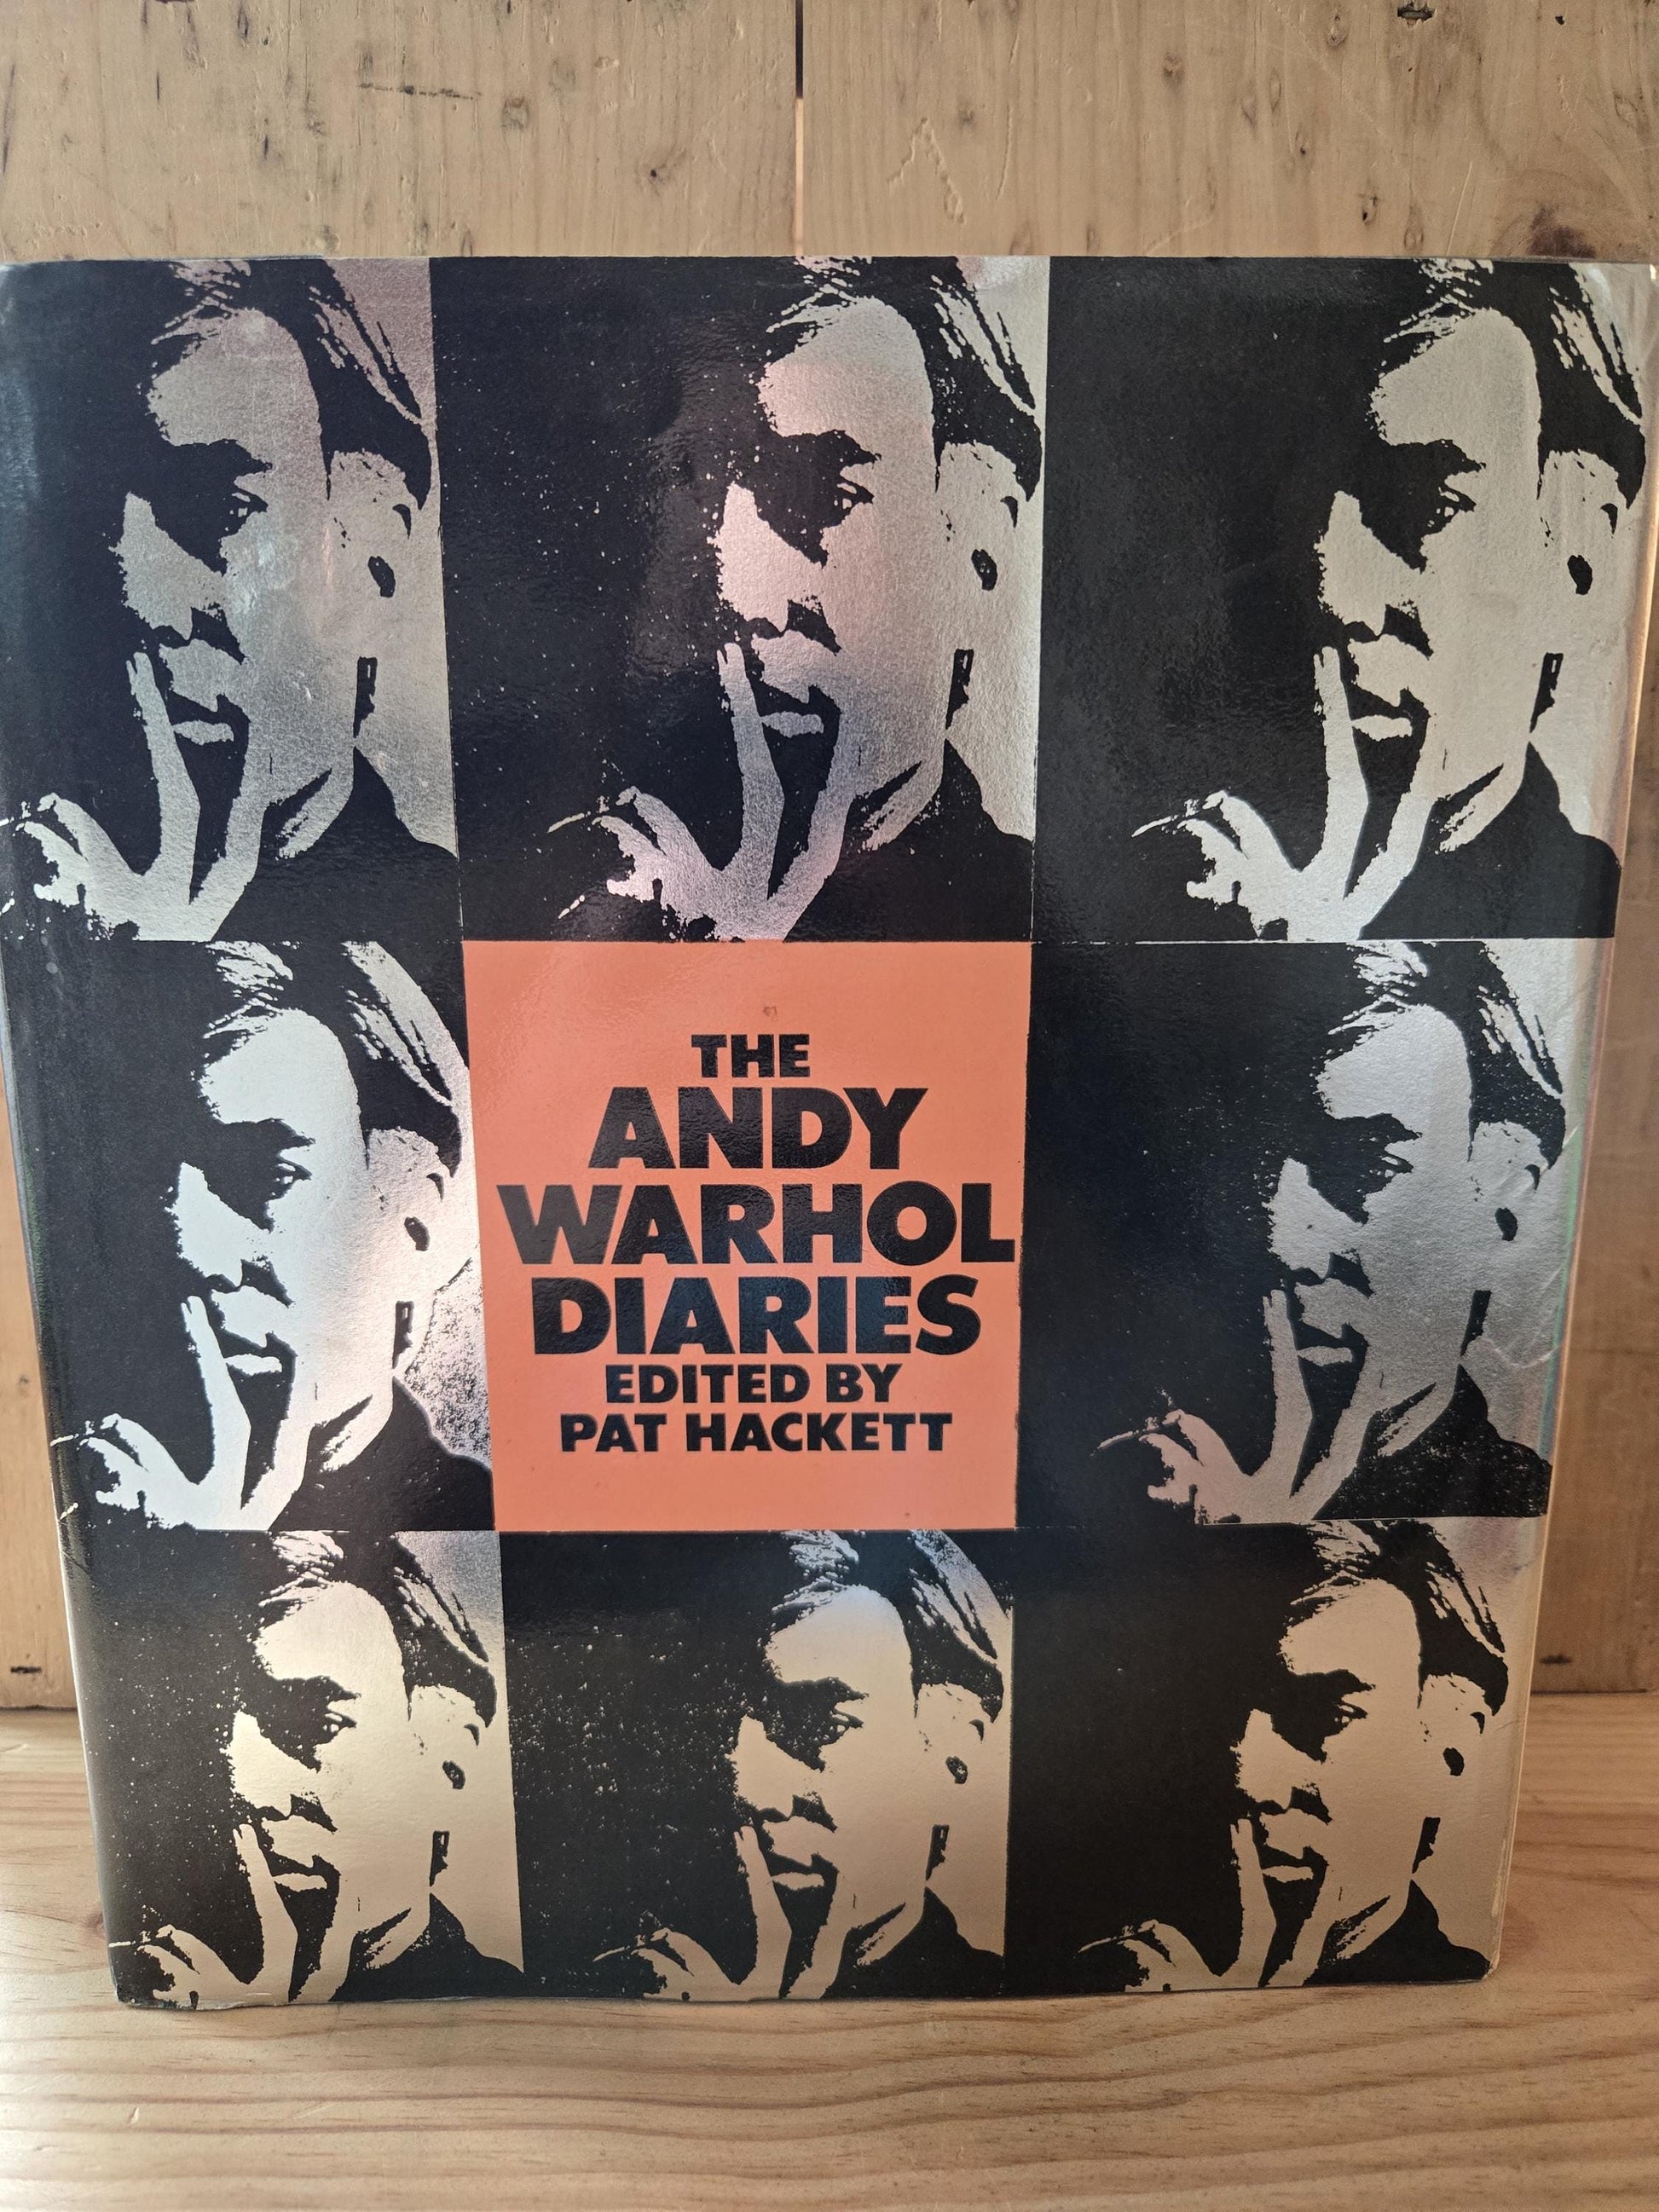 THE
ANDY
WARHOL
DIARIES
EDITED BY
PAT HACKETT